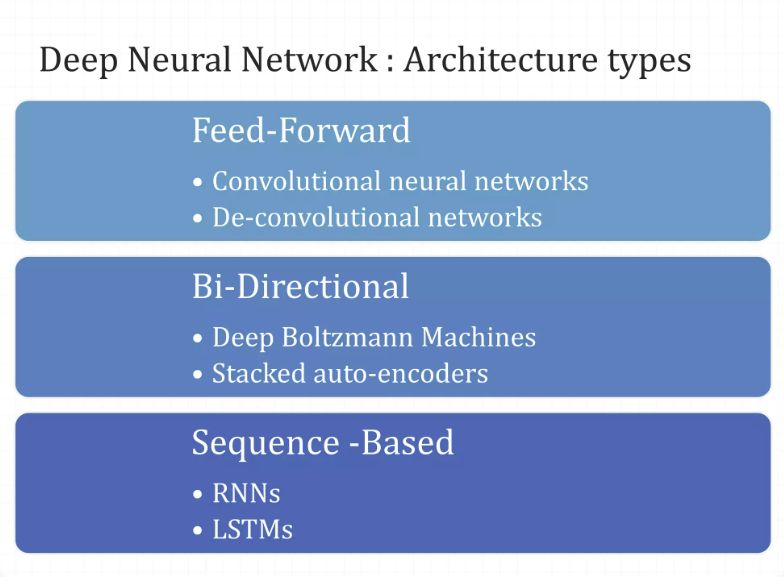 Deep Neural Network : Architecture types
Feed-Forward
• Convolutional neural networks
• De-convolutional networks
Bi-Directional
• Deep Boltzmann Machines
• Stacked auto-encoders
Sequence -Based
• RNNs
• LSTMs